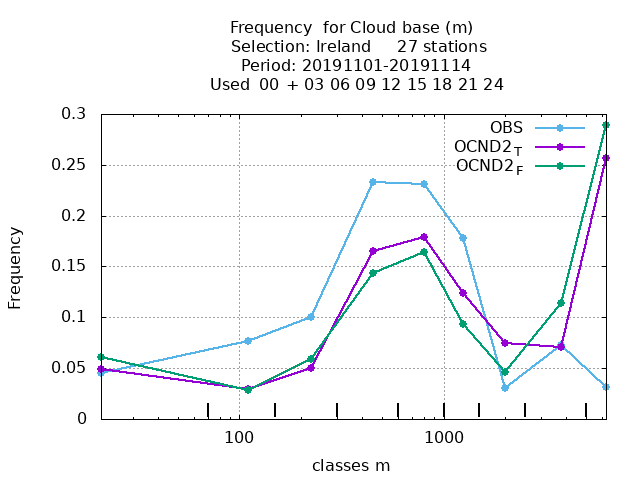 Frequency  for Cloud base (m)
Selection: Ireland     27 stations
Period: 20191101-20191114
Used  00 + 03 06 09 12 15 18 21 24
0.3
0.25
0.2
0.15
0.1
0.05
0
Frequency
OBS
OCND2T
OCND2F
100
1000
classes m